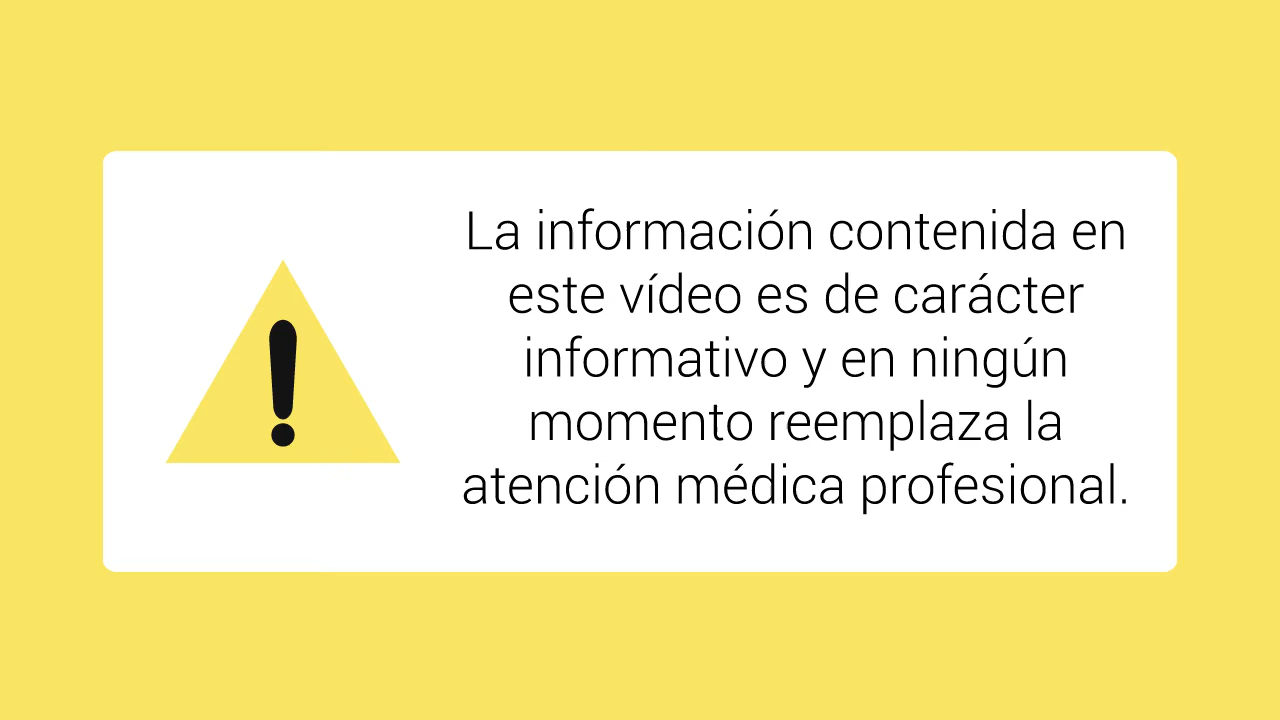 La información contenida en
este vídeo es de carácter
informativo y en ningún
momento reemplaza la
atención médica profesional.